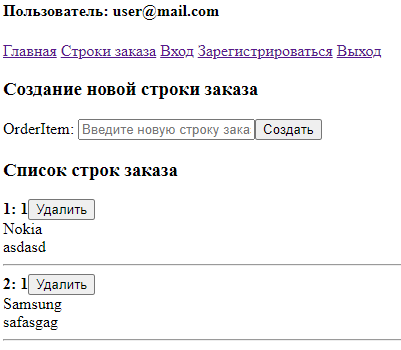 Пользователь: user@mail.com
Главная Строки заказа Вход Зарегистрироваться Выход
Создание новой строки заказа
OrderItem: Введите новую строку зака Создать
Список строк заказа
1: 1 Удалить
Nokia
asdasd
2: 1 Удалить
Samsung
safasgag